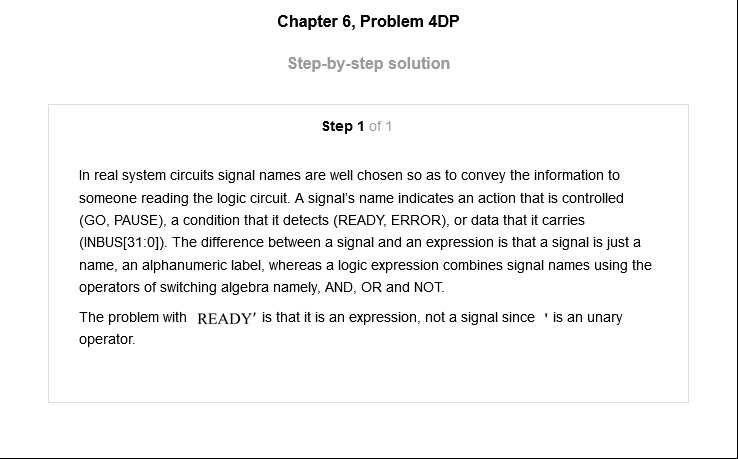 Chapter 6, Problem 4DP
Step-by-step solution
Step 1 of 1
In real system circuits signal names are well chosen so as to convey the information to
someone reading the logic circuit. A signal's name indicates an action that is controlled
(GO, PAUSE), a condition that it detects (READY, ERROR), or data that it carries
(INBUS[31:0]). The difference between a signal and an expression is that a signal is just a
name, an alphanumeric label, whereas a logic expression combines signal names using the
operators of switching algebra namely, AND, OR and NOT.
The problem with READY′ is that it is an expression, not a signal since ' is an unary
operator.